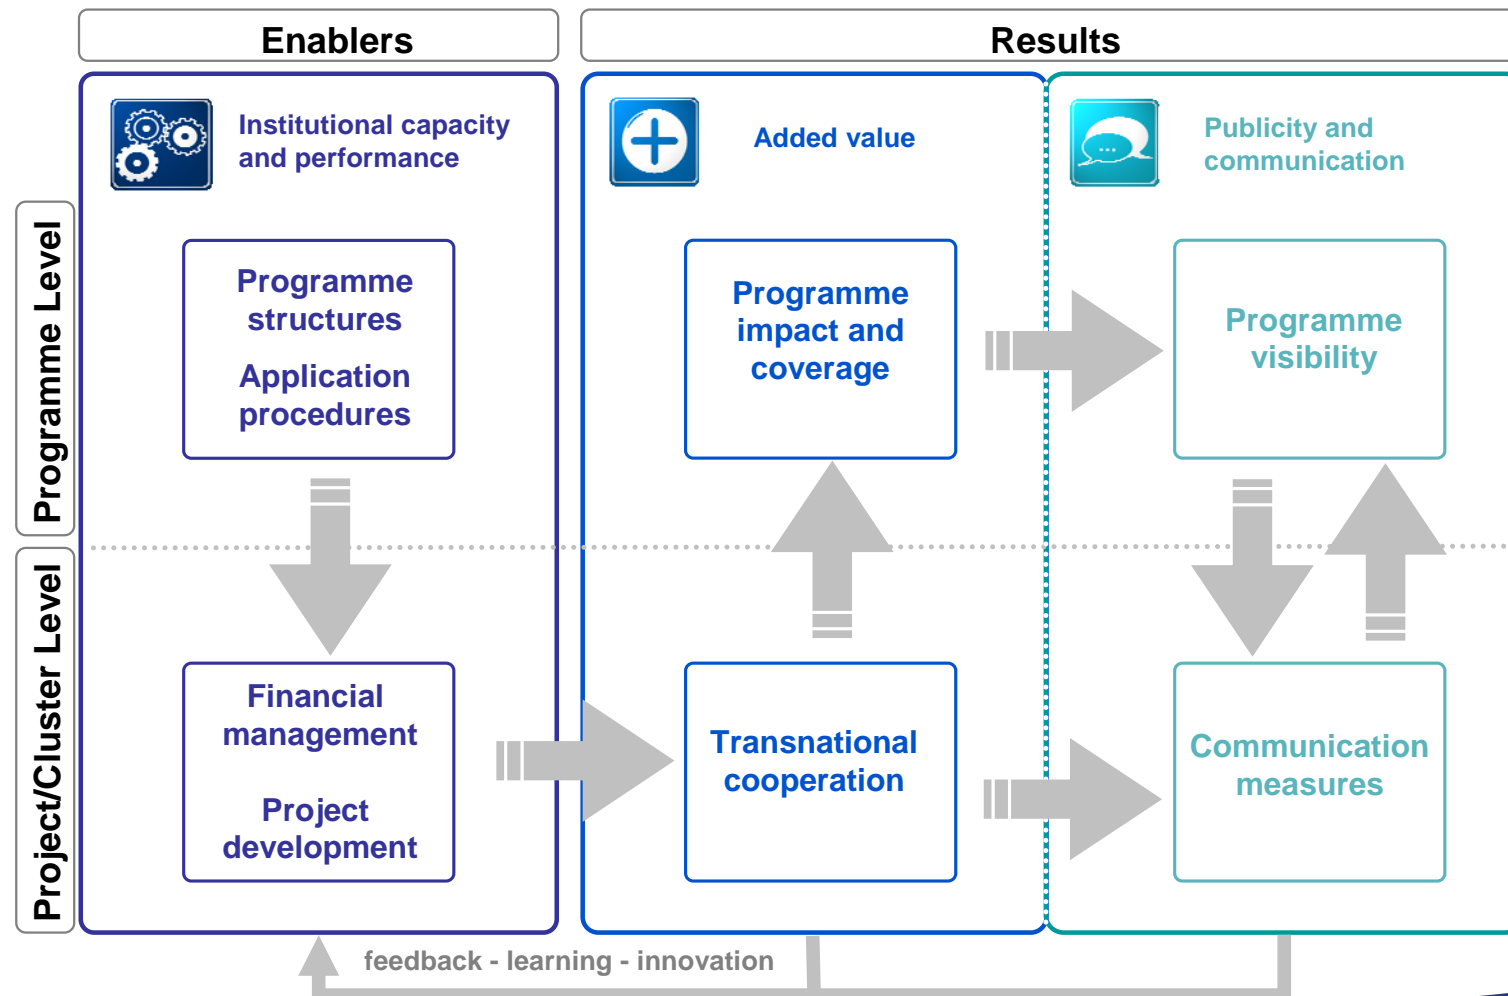 Enablers
Results
Institutional capacity
and performance
Added value
Publicity and
communication
Programme Level
Programme
structures
Application
procedures
Programme
impact and
coverage
Programme
visibility
Project/Cluster Level
Financial
management
Project
development
Transnational
cooperation
Communication
measures
feedback - learning - innovation